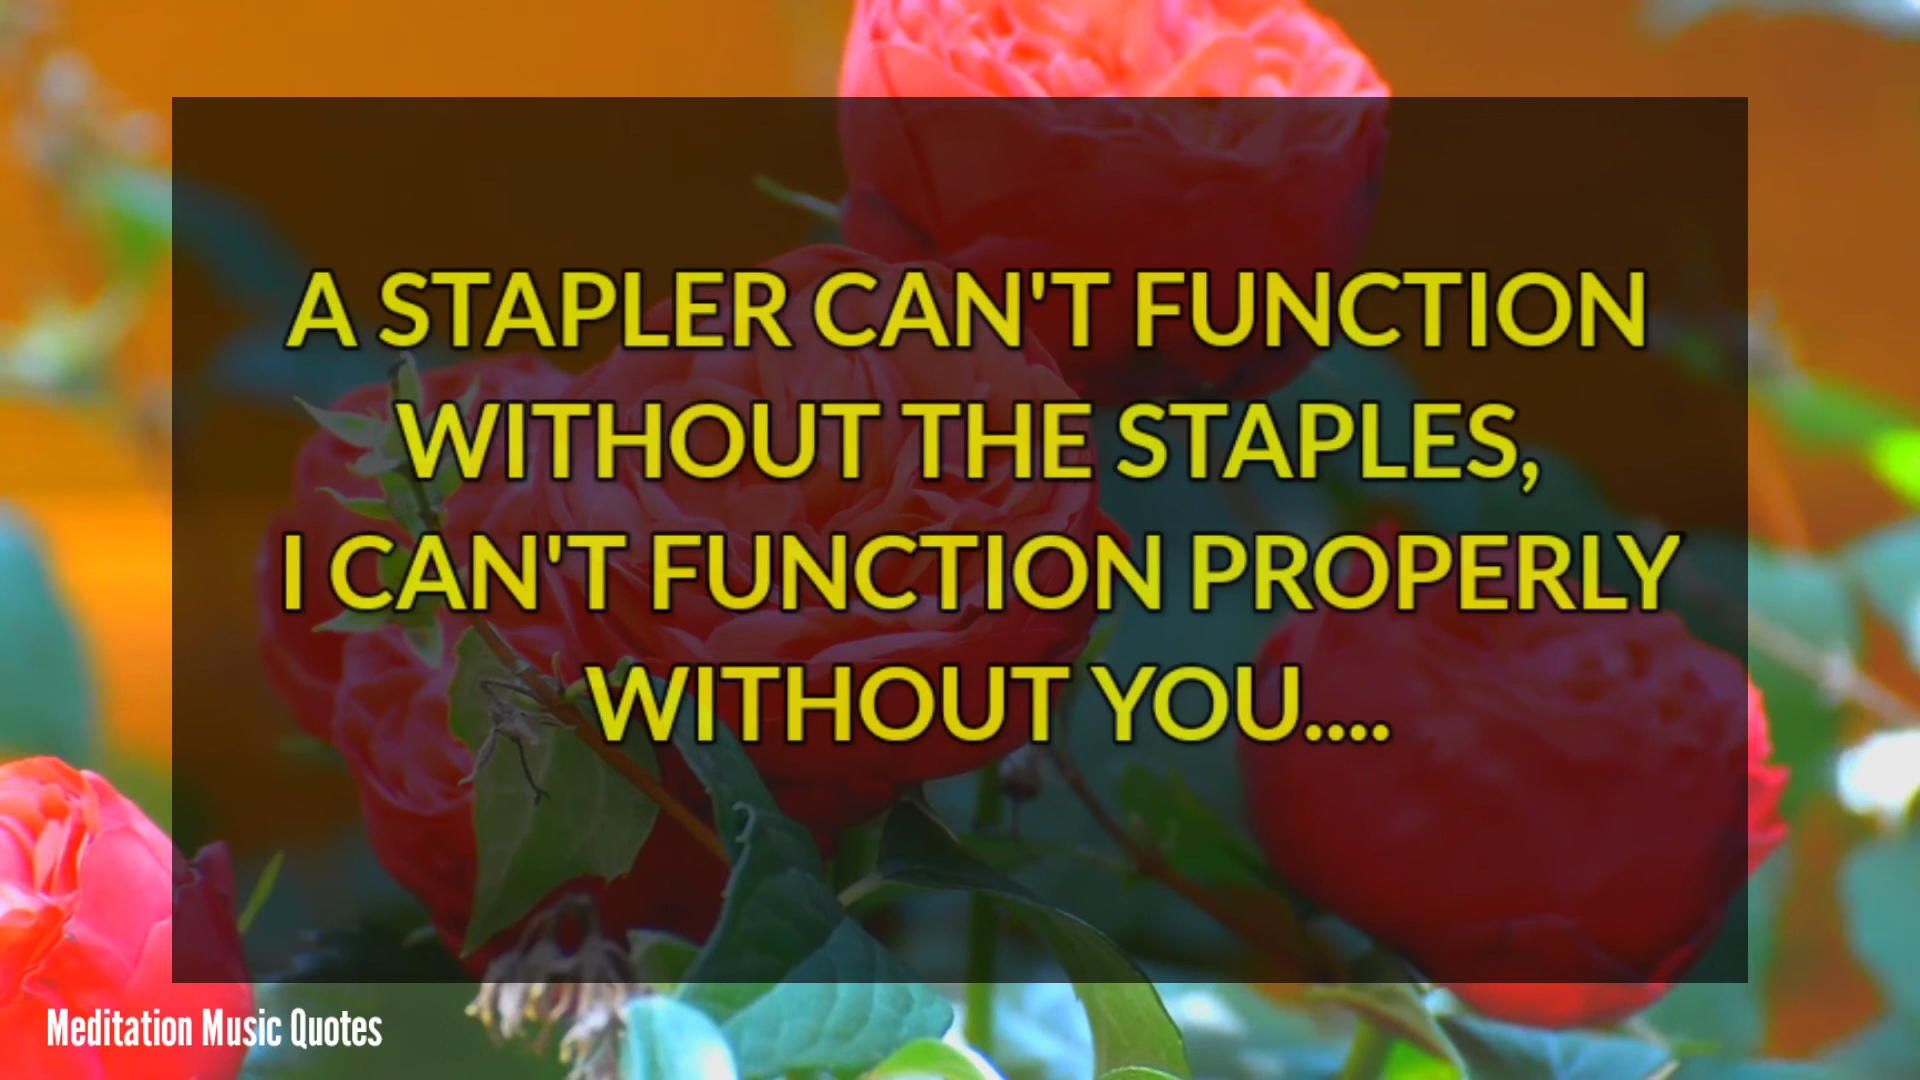 A STAPLER CAN'T FUNCTION
WITHOUT THE STAPLES,
I CAN'T FUNCTION PROPERLY
WITHOUT YOU....
Meditation Music Quotes